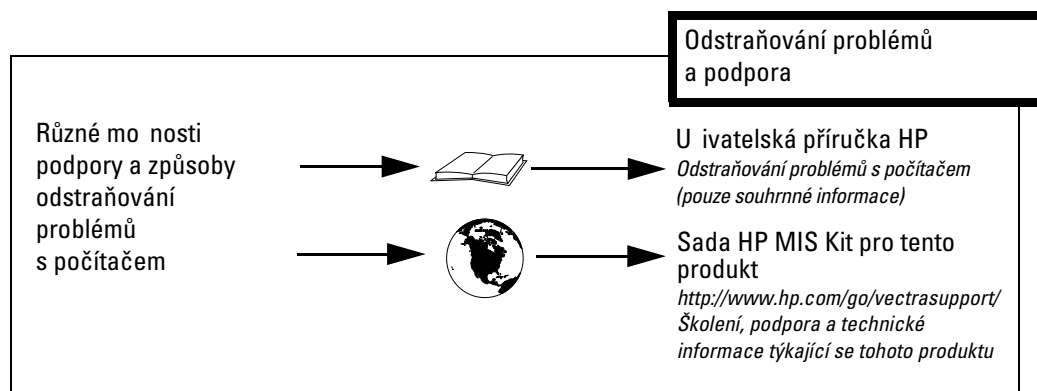 Odstraňování problémů
a podpora
Různé mo nosti
podpory a způsoby
odstraňování
problémů
s počítačem
U ivatelská příručka HP
Odstraňování problémů s počítačem
(pouze souhrnné informace)
Sada HP MIS Kit pro tento
produkt
http://www.hp.com/go/vectrasupport/
Školení, podpora a technické
informace týkající se tohoto produktu